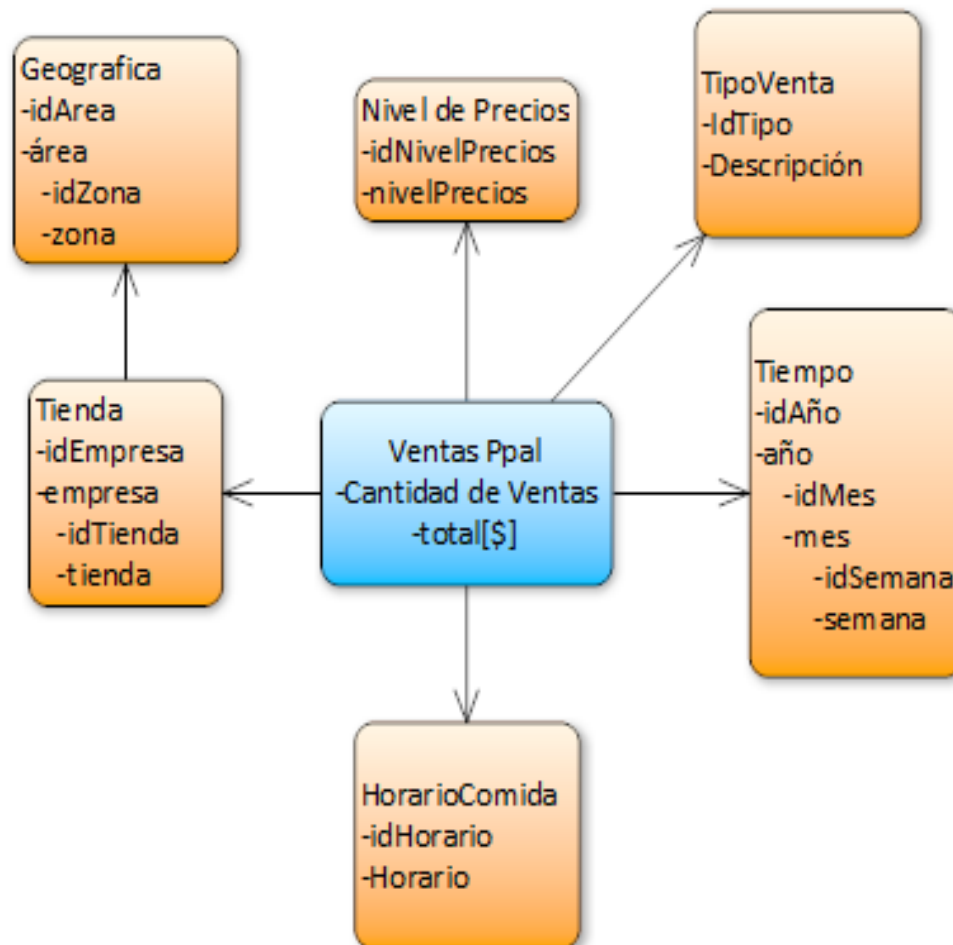 Geografica
-idArea
-área
-idZona
-zona
Nivel de Precios
-idNivelPrecios
-nivelPrecios
TipoVenta
-IdTipo
-Descripción
Tienda
-idEmpresa
-empresa
-idTienda
-tienda
Ventas Ppal
-Cantidad de Ventas
-total[$]
Tiempo
-idAño
-año
-idMes
-mes
-idSemana
-semana
HorarioComida
-idHorario
-Horario